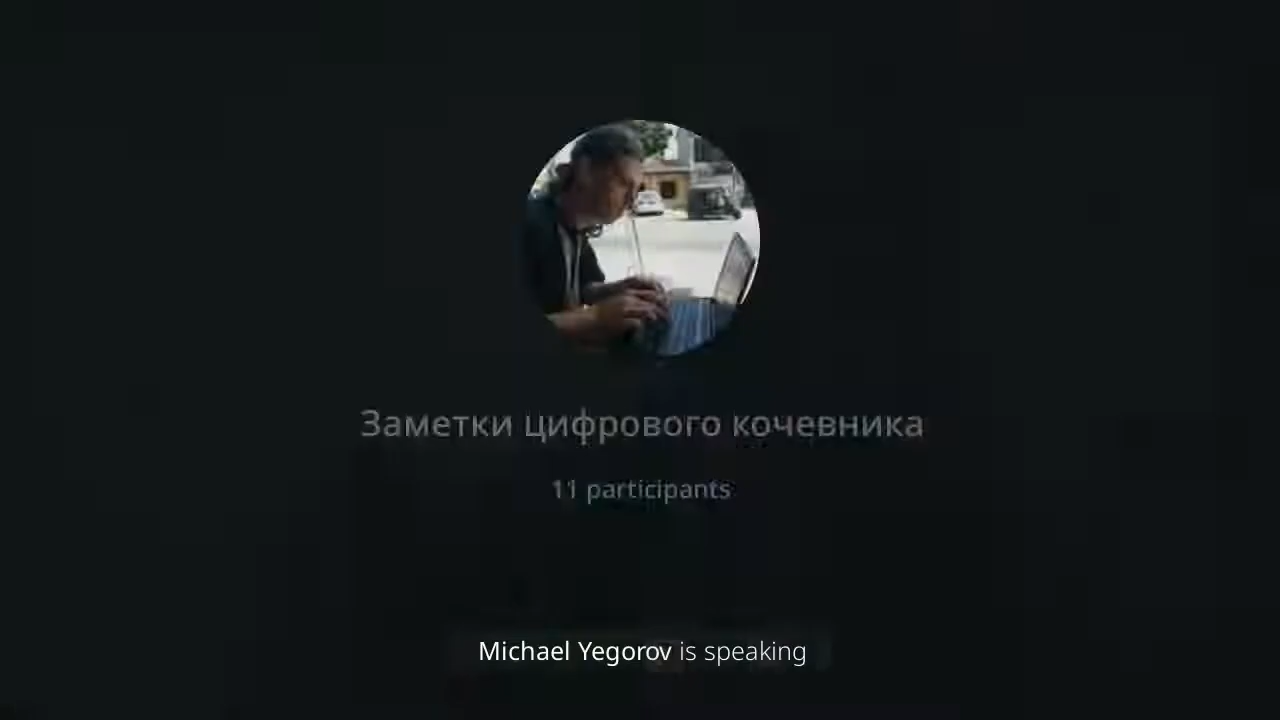 Заметки цифрового кочевника
11 participants
Michael Yegorov is speaking